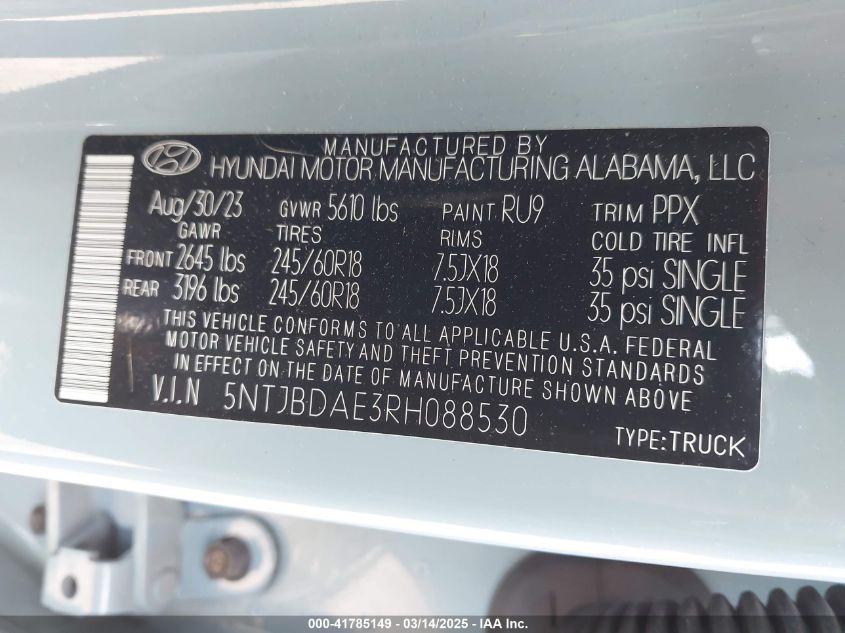 MANUFACTURED BY
HYUNDAI MOTOR MANUFACTURING ALABAMA, LLC
Aug/30/23 GVWR 5610 lbs PAINT RU9 TRIM PPX
GAWR TIRES RIMS COLD TIRE INFL
FRONT 2645 lbs 245/60R18 7.5JX18 35 psi SINGLE
REAR 3196 lbs 245/60R18 7.5JX18 35 psi SINGLE
THIS VEHICLE CONFORMS TO ALL APPLICABLE U.S.A. FEDERAL
MOTOR VEHICLE SAFETY AND THEFT PREVENTION STANDARDS
IN EFFECT ON THE DATE OF MANUFACTURE SHOWN ABOVE
V.I.N 5NTJBDAE3RH088530
TYPE:TRUCK
000-41785149 - 03/14/2025 - IAA Inc.